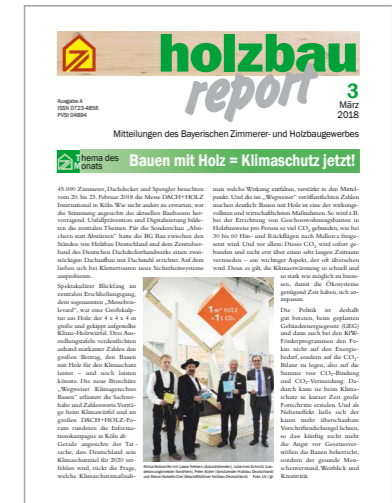 holzbau
report
Ausgabe A
ISSN 0723-4856
PVSt 04894
3
März
2018
Mitteilungen des Bayerischen Zimmerer- und Holzbaugewerbes
Thema des
Monats
Bauen mit Holz = Klimaschutz jetzt!
45.000 Zimmerer, Dachdecker und Spengler besuchten
vom 20. bis 23. Februar 2018 die Messe DACH+HOLZ
International in Köln. Wie nicht anders zu erwarten, war
die Stimmung angesichts des aktuellen Baubooms her-
vorragend. Unfallprävention und Digitalisierung bilde-
ten die zentralen Themen. Für die Sonderschau „Abs-
chern statt Abstürzen“ hatte die BG Bau zwischen den
Ständen von Holzbau Deutschland und dem Zentralver-
band des Deutschen Dachdeckerhandwerks einen zwei-
stöckigen Dachaufbau mit Dachstuhl errichtet. Auf dem
ließen sich bei Klettertouren neue Sicherheitssysteme
ausprobieren.
Spektakulärer Blickfang im
zentralen Erschließungsgang,
dem sogenannten „Messebou-
levard“, war eine Großskulp-
tur aus Holz: der 4 x 4 x 4 m
große und gekippt aufgestellte
Klima-Holzwürfel. Drei Aus-
stellungstafeln verdeutlichten
anhand markanter Zahlen den
großen Beitrag, den Bauen
mit Holz für den Klimaschutz
leistet – und noch leisten
könnte. Die neue Broschüre
„Wegweiser Klimagerechtes
Bauen“ erläutert die Sachver-
halte und Zahlenwerte. Vorträ-
ge beim Klimawürfel und im
großen DACH+HOLZ-Fo-
rum rundeten die Informa-
tionskampagne in Köln ab.
Gerade angesichts der Tat-
sache, dass Deutschland sein
Klimaschutzziel für 2020 ver-
fehlen wird, rückt die Frage,
welche Klimaschutzmaßnah-
men welche Wirkung entfalten, verstärkt in den Mittel-
punkt. Und die im „Wegweiser“ veröffentlichten Zahlen
machen deutlich: Bauen mit Holz ist eine der wirkungs-
vollsten und wirtschaftlichsten Maßnahmen. So wird z.B.
bei der Errichtung von Geschosswohnungsbauten in
Holzbauweise pro Person so viel CO₂ gebunden, wie bei
30 bis 60 Hin- und Rückflügen nach Mallorca freige-
setzt wird. Und vor allem: Dieses CO₂ wird sofort ge-
bunden und nicht erst über einen sehr langen Zeitraum
vermieden – ein wichtiger Aspekt, der oft übersehen
wird. Denn es gilt, die Klimaerwärmung so schnell und
so stark wie möglich zu brem-
sen, damit die Ökosysteme
genügend Zeit haben, sich an-
zupassen.
Die Politik ist deshalb
gut beraten, beim geplanten
Gebäudeenergiegesetz (GEG)
und dann auch bei den KfW-
Förderprogrammen den Fo-
kus nicht auf den Energie-
bedarf, sondern auf die CO₂-
Bilanz zu legen, also auf die
Summe von CO₂-Bindung
und CO₂-Vermeidung. Da-
durch kann sie beim Klima-
schutz in kurzer Zeit große
Fortschritte erzielen. Und als
Nebeneffekt ließe sich der
kaum mehr überschaubare
Vorschriftendschungel lichten,
so das künftig nicht mehr
die Angst vor Gesetzesver-
stößen das Bauen beherrscht,
sondern der gesunde Men-
schenverstand, Weitblick und
Kreativität.
1 m³ Holz
= 1 t CO₂